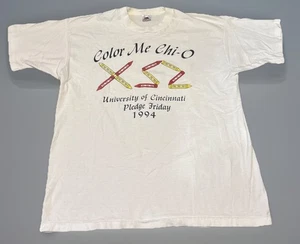 Color Me Chi-O
ΧΩ
University of Cincinnati
Pledge Friday
1994